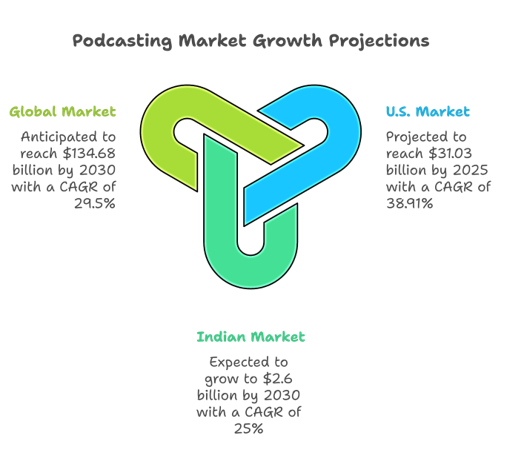 Podcasting Market Growth Projections
Global Market
Anticipated to
reach $134.68
billion by 2030
with a CAGR of
29.5%
U.S. Market
Projected to
reach $31.03
billion by 2025
with a CAGR of
38.91%
Indian Market
Expected to
grow to $2.6
billion by 2030
with a CAGR of
25%